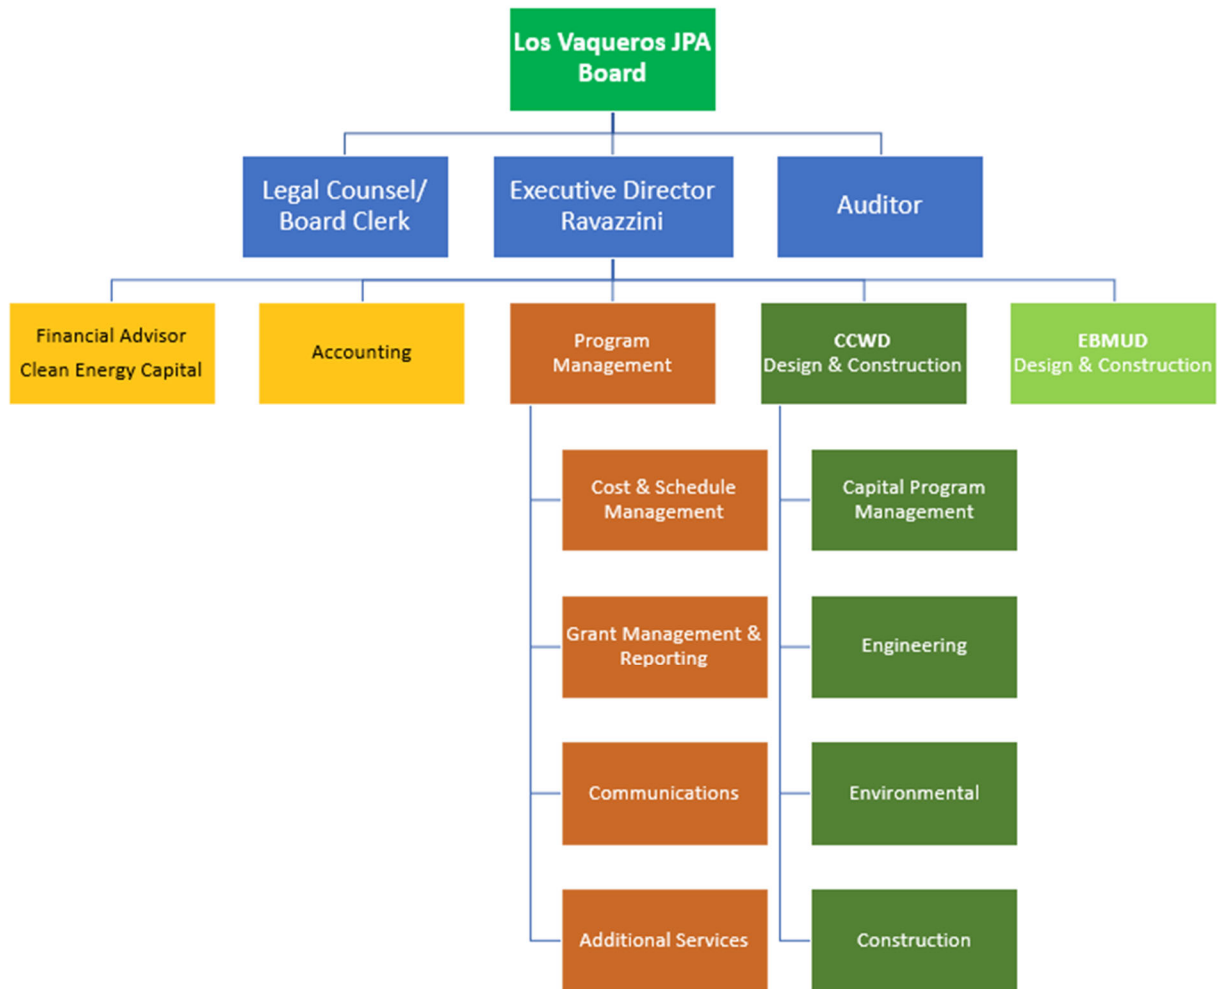 Los Vaqueros JPA
Board
Legal Counsel/
Board Clerk
Executive Director
Ravazzini
Auditor
Financial Advisor
Clean Energy Capital
Accounting
Program
Management
CCWD
Design & Construction
EBMUD
Design & Construction
Cost & Schedule
Management
Capital Program
Management
Grant Management &
Reporting
Engineering
Communications
Environmental
Additional Services
Construction